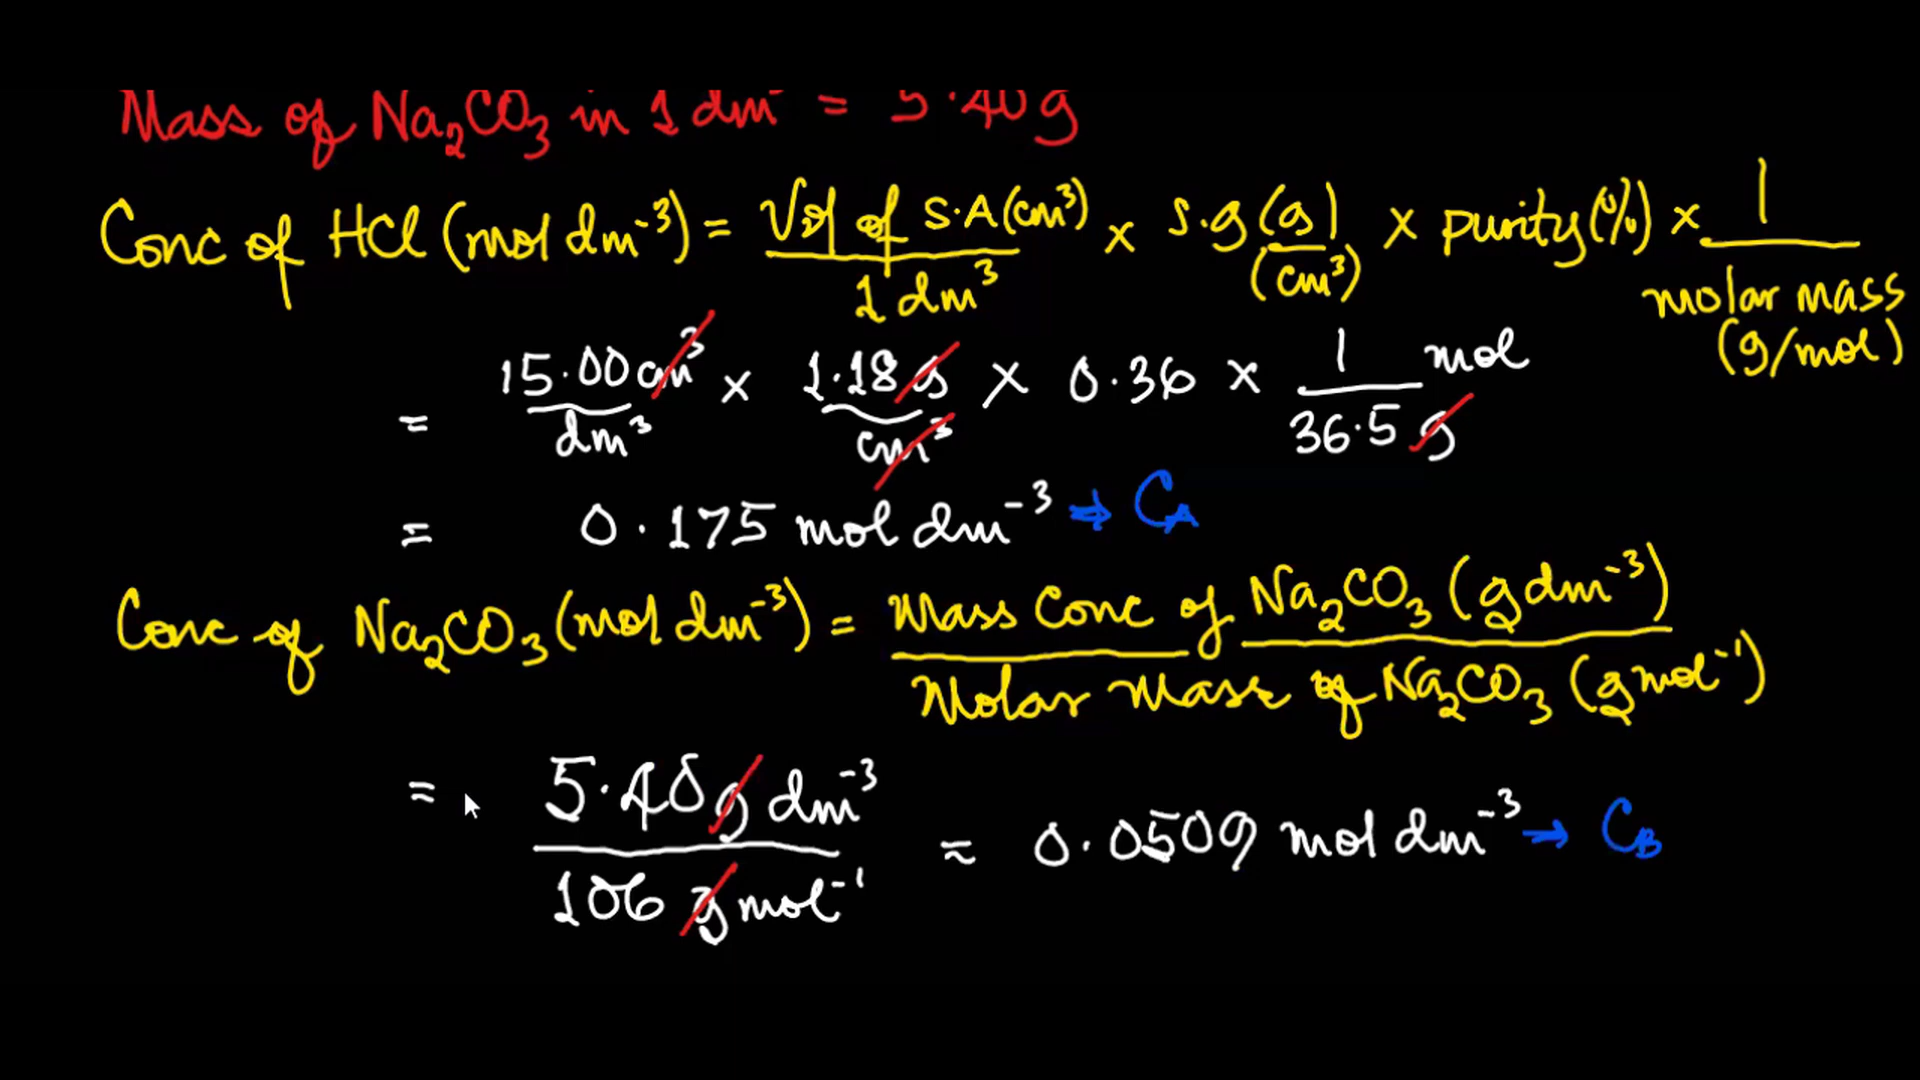 Mass of Na₂CO₃ in 1 dm³ = 5.40g
Conc of HCl (mol dm⁻³) = Vol of S.A (cm³) / 1 dm³ × s.g (g) / (cm³) × purity (%) × 1 / molar mass (g/mol)
= 15.00 cm³ / dm³ × 1.18 g / cm³ × 0.36 × 1 mol / 36.5 g
= 0.175 mol dm⁻³ → CA
Conc of Na₂CO₃ (mol dm⁻³) = Mass Conc of Na₂CO₃ (g dm⁻³) / Molar Mass of Na₂CO₃ (g mol⁻¹)
= 5.40 g dm⁻³ / 106 g mol⁻¹ = 0.0509 mol dm⁻³ → CB